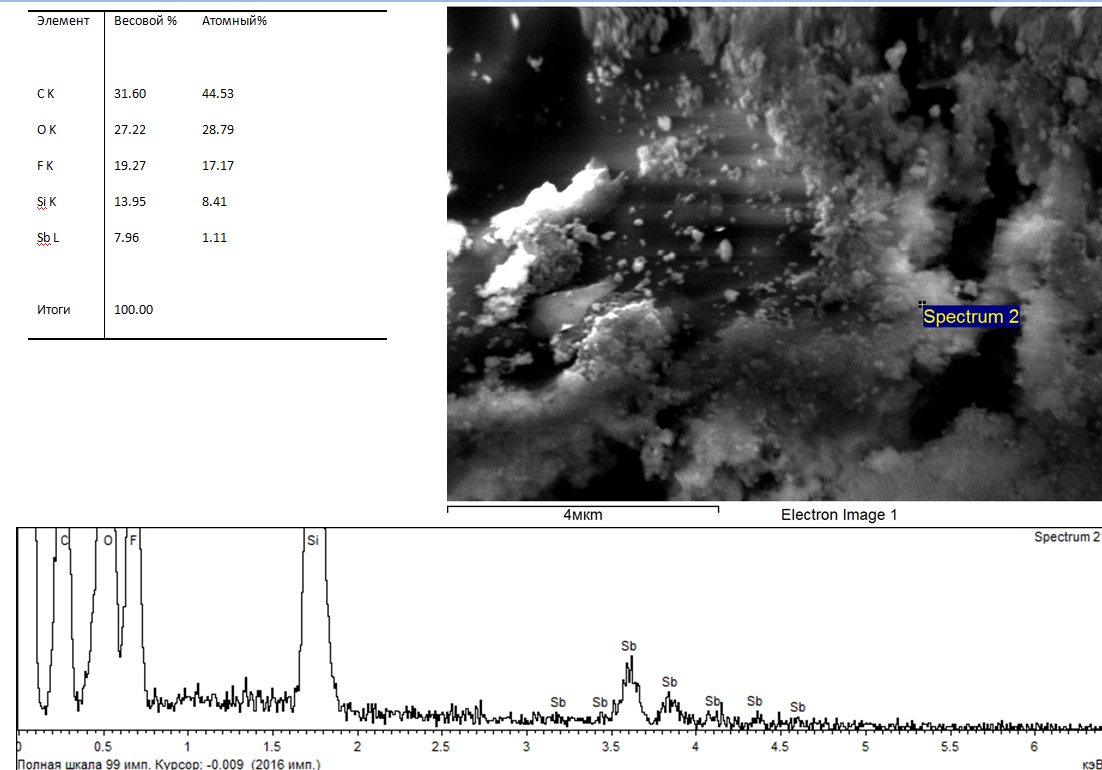 Элемент Весовой % Атомный%
C K 31.60 44.53
O K 27.22 28.79
F K 19.27 17.17
Si K 13.95 8.41
Sb L 7.96 1.11
Итоги 100.00
Spectrum 2
4мкm Electron Image 1
Spectrum 2
C O F Si
Sb
Sb
Sb Sb Sb Sb Sb
0 0.5 1 1.5 2 2.5 3 3.5 4 4.5 5 5.5 6
Полная шкала 99 имп. Курсор: -0.009 (2016 имп.) кэВ